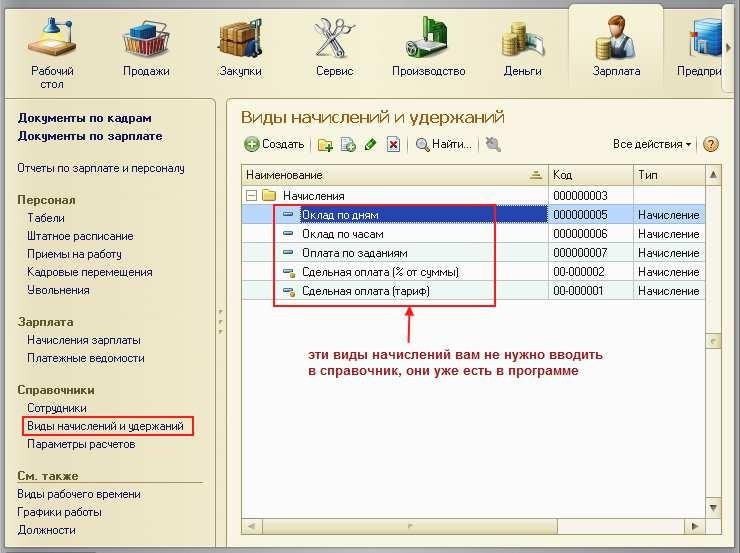 Рабочий стол
Продажи
Закупки
Сервис
Производство
Деньги
Зарплата
Предпри
Документы по кадрам
Документы по зарплате
Отчеты по зарплате и персоналу
Персонал
Табели
Штатное расписание
Приемы на работу
Кадровые перемещения
Увольнения
Зарплата
Начисления зарплаты
Платежные ведомости
Справочники
Сотрудники
Виды начислений и удержаний
Параметры расчетов
См. также
Виды рабочего времени
Графики работы
Должности
Виды начислений и удержаний
Создать Найти... Все действия
Наименование Код Тип
Начисления 000000003
Оклад по дням 000000005 Начисление
Оклад по часам 000000006 Начисление
Оплата по заданиям 000000007 Начисление
Сдельная оплата (% от суммы) 00-000002 Начисление
Сдельная оплата (тариф) 00-000001 Начисление
эти виды начислений вам не нужно вводить
в справочник, они уже есть в программе